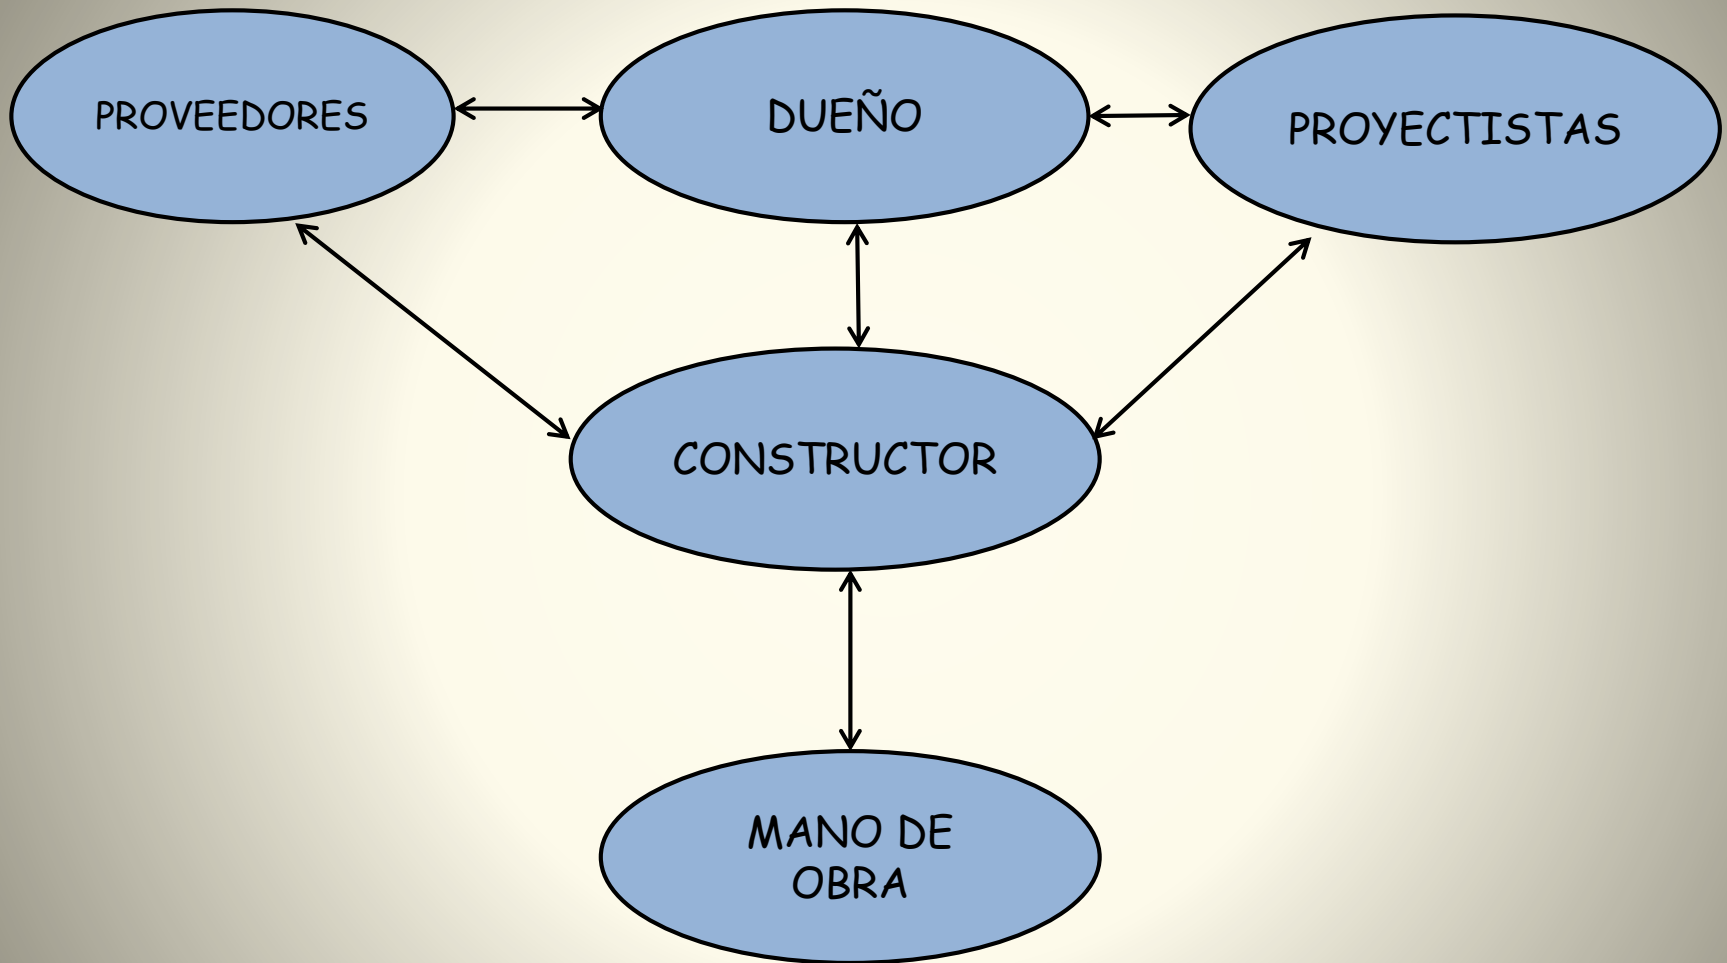 PROVEEDORES
DUEÑO
PROYECTISTAS
CONSTRUCTOR
MANO DE
OBRA